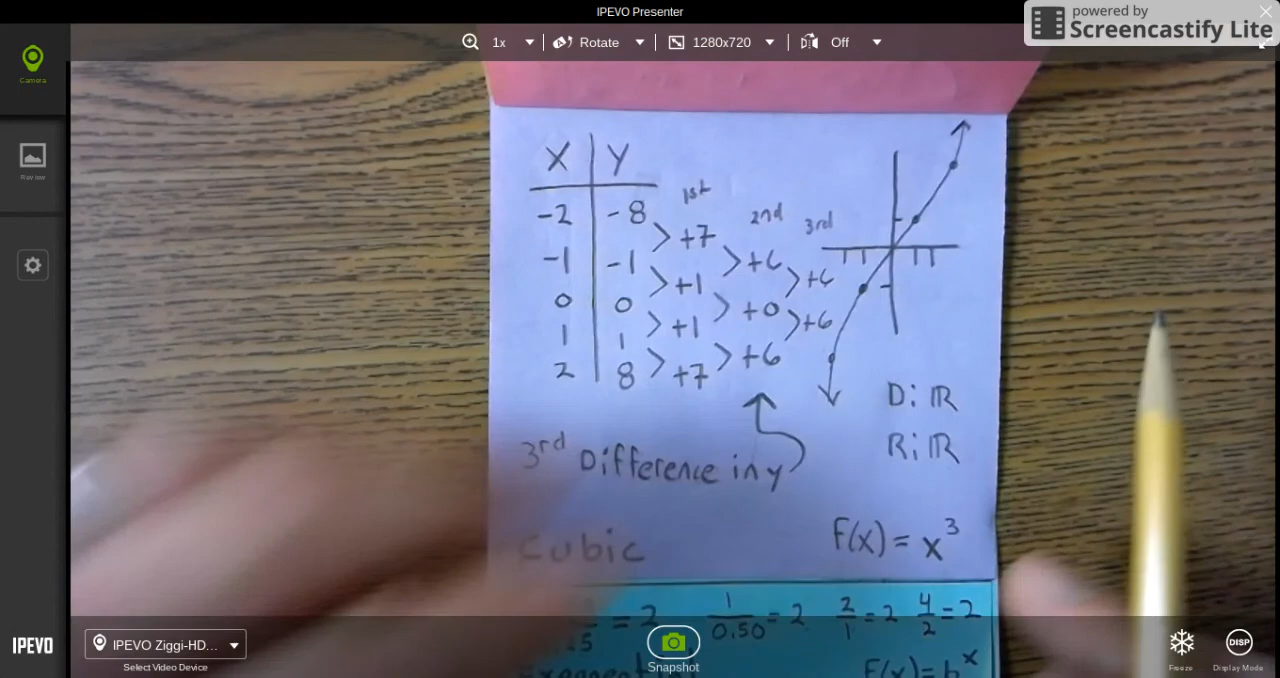 IPEVO Presenter
powered by
Screencastify Lite
Camera
1x
Rotate
1280x720
Off
Review
X Y
1st
2nd
3rd
-2 -8
+7
-1 -1
+6
+1
+6
0 0
+0
+1
+6
1 1
+6
2 8
+7
D: ℝ
R: ℝ
3rd Difference in y
Cubic
F(x) = x³
= 2
1/0.50 = 2
2/1 = 2
4/2 = 2
F(x) = b^x
IPEVO
IPEVO Ziggi-HD...
Select Video Device
Snapshot
Freeze
DISP
Display Mode